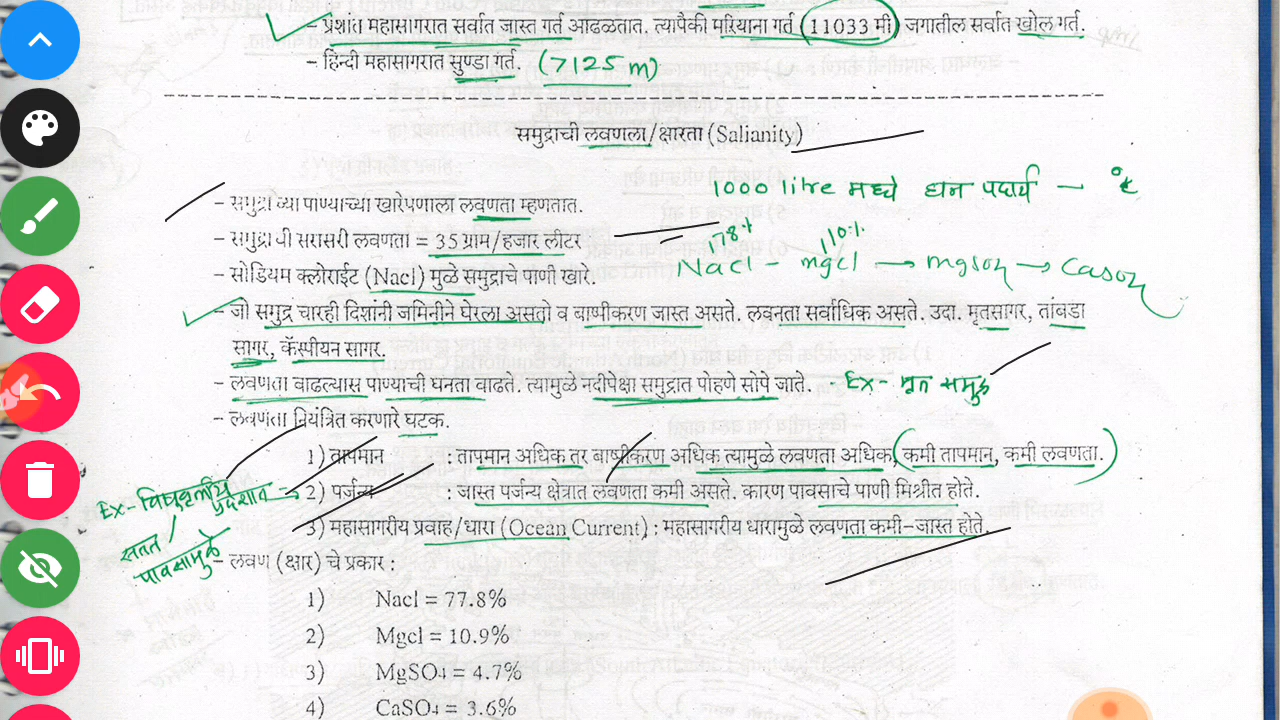 - प्रशांत महासागरात सर्वात जास्त गर्त आढळतात. त्यापैकी मरियाना गर्त (11033 मी) जगातील सर्वात खोल गर्त.
- हिन्दी महासागरात सुण्डा गर्त. (7125 m)
समुद्राची लवणला/क्षारता (Salianity)
1000 litre मध्ये घन पदार्थ -
- समुद्राच्या पाण्याच्या खारेपणाला लवणता म्हणतात.
- समुद्राची सरासरी लवणता = 35 ग्राम/हजार लीटर
178% 110%
Nacl - mgcl → mgso4 → Caso4
- सोडियम क्लोराईट (Nacl) मुळे समुद्राचे पाणी खारे.
- जो समुद्र चारही दिशांनी जमिनीने घेरला असतो व बाष्पीकरण जास्त असते. लवनता सर्वाधिक असते. उदा. मृतसागर, तांबडा
सागर, कॅस्पीयन सागर.
- लवणता वाढल्यास पाण्याची घनता वाढते. त्यामुळे नदीपेक्षा समुद्रात पोहणे सोपे जाते. - Ex- मृत समुद्र
- लवणता नियंत्रित करणारे घटक.
1) तापमान : तापमान अधिक तर बाष्पीकरण अधिक त्यामुळे लवणता अधिक, (कमी तापमान, कमी लवणता.)
Ex- विषुववृत्तीय प्रदेशात
2) पर्जन्य : जास्त पर्जन्य क्षेत्रात लवणता कमी असते. कारण पावसाचे पाणी मिश्रीत होते.
3) महासागरीय प्रवाह/धारा (Ocean Current) : महासागरीय धारामुळे लवणता कमी-जास्त होते.
सतत
पावसामुळे
- लवण (क्षार) चे प्रकार :
1) Nacl = 77.8%
2) Mgcl = 10.9%
3) MgSO4 = 4.7%
4) CaSO4 = 3.6%